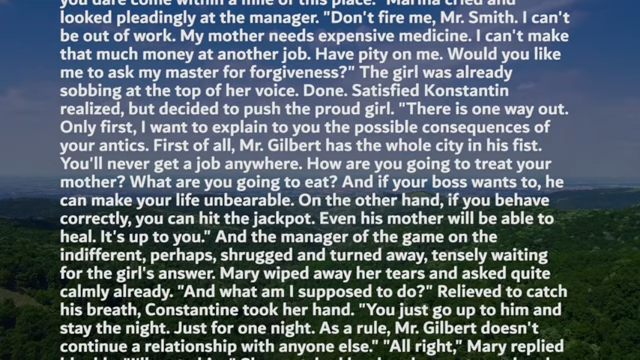 you dare come within a mile of this place." Marina cried and
looked pleadingly at the manager. "Don't fire me, Mr. Smith. I can't
be out of work. My mother needs expensive medicine. I can't make
that much money at another job. Have pity on me. Would you like
me to ask my master for forgiveness?" The girl was already
sobbing at the top of her voice. Done. Satisfied Konstantin
realized, but decided to push the proud girl. "There is one way out.
Only first, I want to explain to you the possible consequences of
your antics. First of all, Mr. Gilbert has the whole city in his fist.
You'll never get a job anywhere. How are you going to treat your
mother? What are you going to eat? And if your boss wants to, he
can make your life unbearable. On the other hand, if you behave
correctly, you can hit the jackpot. Even his mother will be able to
heal. It's up to you." And the manager of the game on the
indifferent, perhaps, shrugged and turned away, tensely waiting
for the girl's answer. Mary wiped away her tears and asked quite
calmly already. "And what am I supposed to do?" Relieved to catch
his breath, Constantine took her hand. "You just go up to him and
stay the night. Just for one night. As a rule, Mr. Gilbert doesn't
continue a relationship with anyone else." "All right," Mary replied